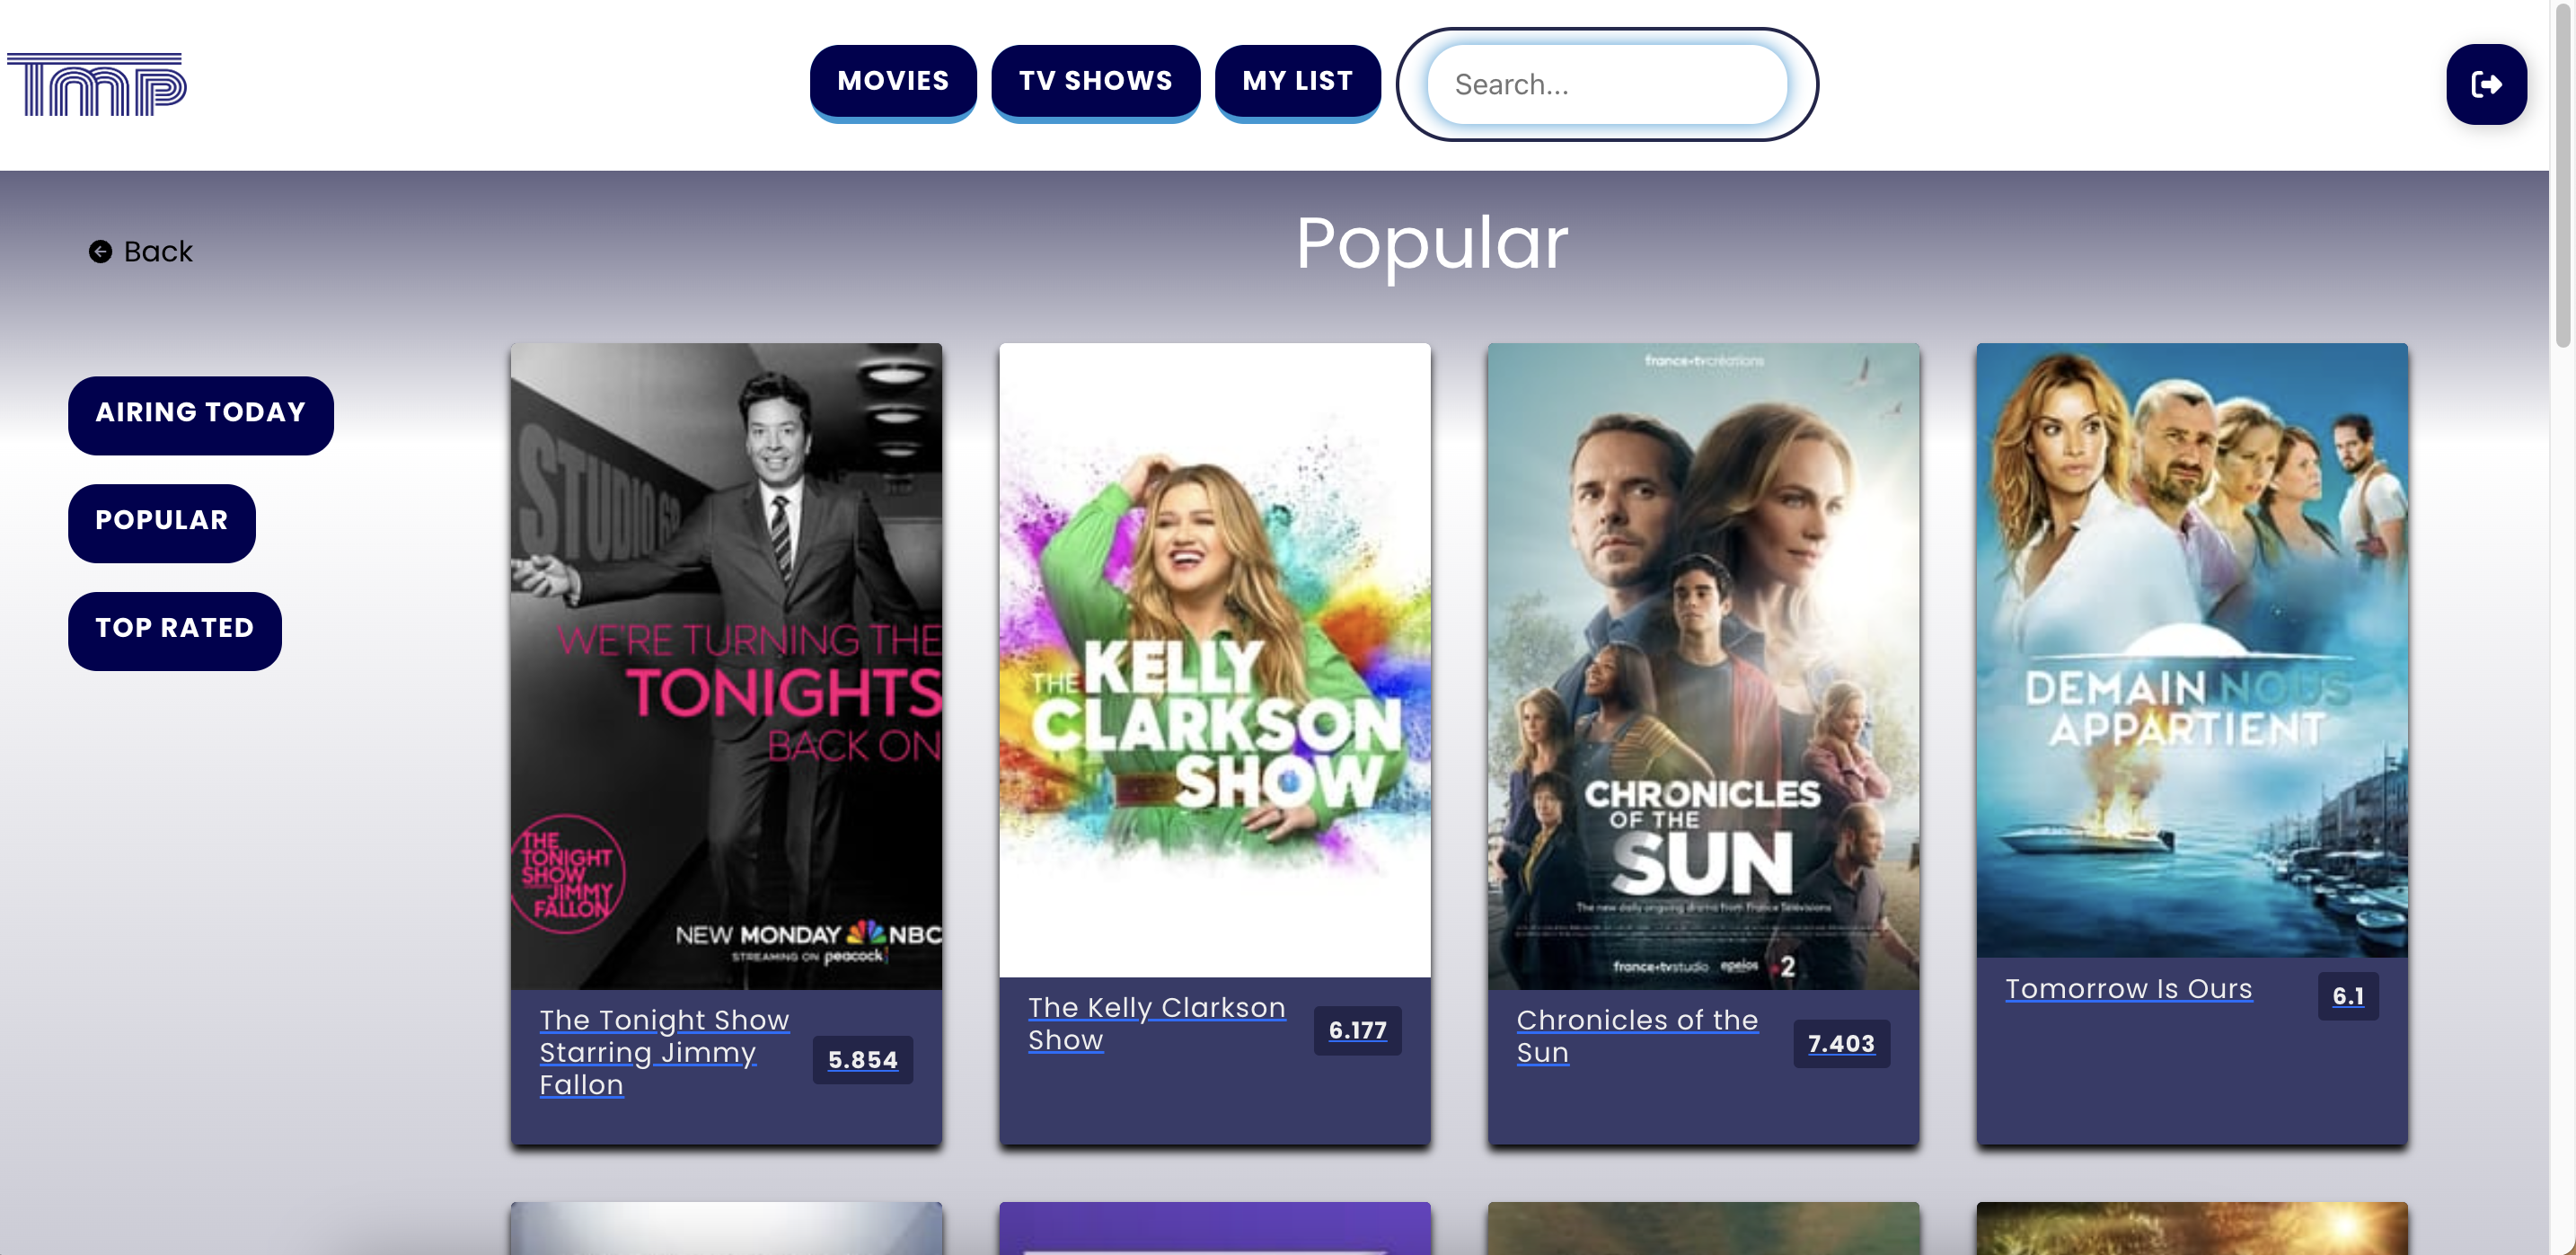 TMP
MOVIES
TV SHOWS
MY LIST
Search...
Back
Popular
AIRING TODAY
POPULAR
TOP RATED
STUDIO 6B
WE'RE TURNING THE
TONIGHTS
BACK ON
THE
TONIGHT
SHOW
JIMMY
FALLON
NEW MONDAY NBC
STREAMING ON peacock
The Tonight Show
Starring Jimmy
Fallon
5.854
THE KELLY
CLARKSON
SHOW
The Kelly Clarkson
Show
6.177
france•tvcréations
CHRONICLES
OF THE
SUN
The new daily ongoing drama from France Télévisions
france•tvstudio epeios 2
Chronicles of the
Sun
7.403
DEMAIN NOUS
APPARTIENT
Tomorrow Is Ours
6.1